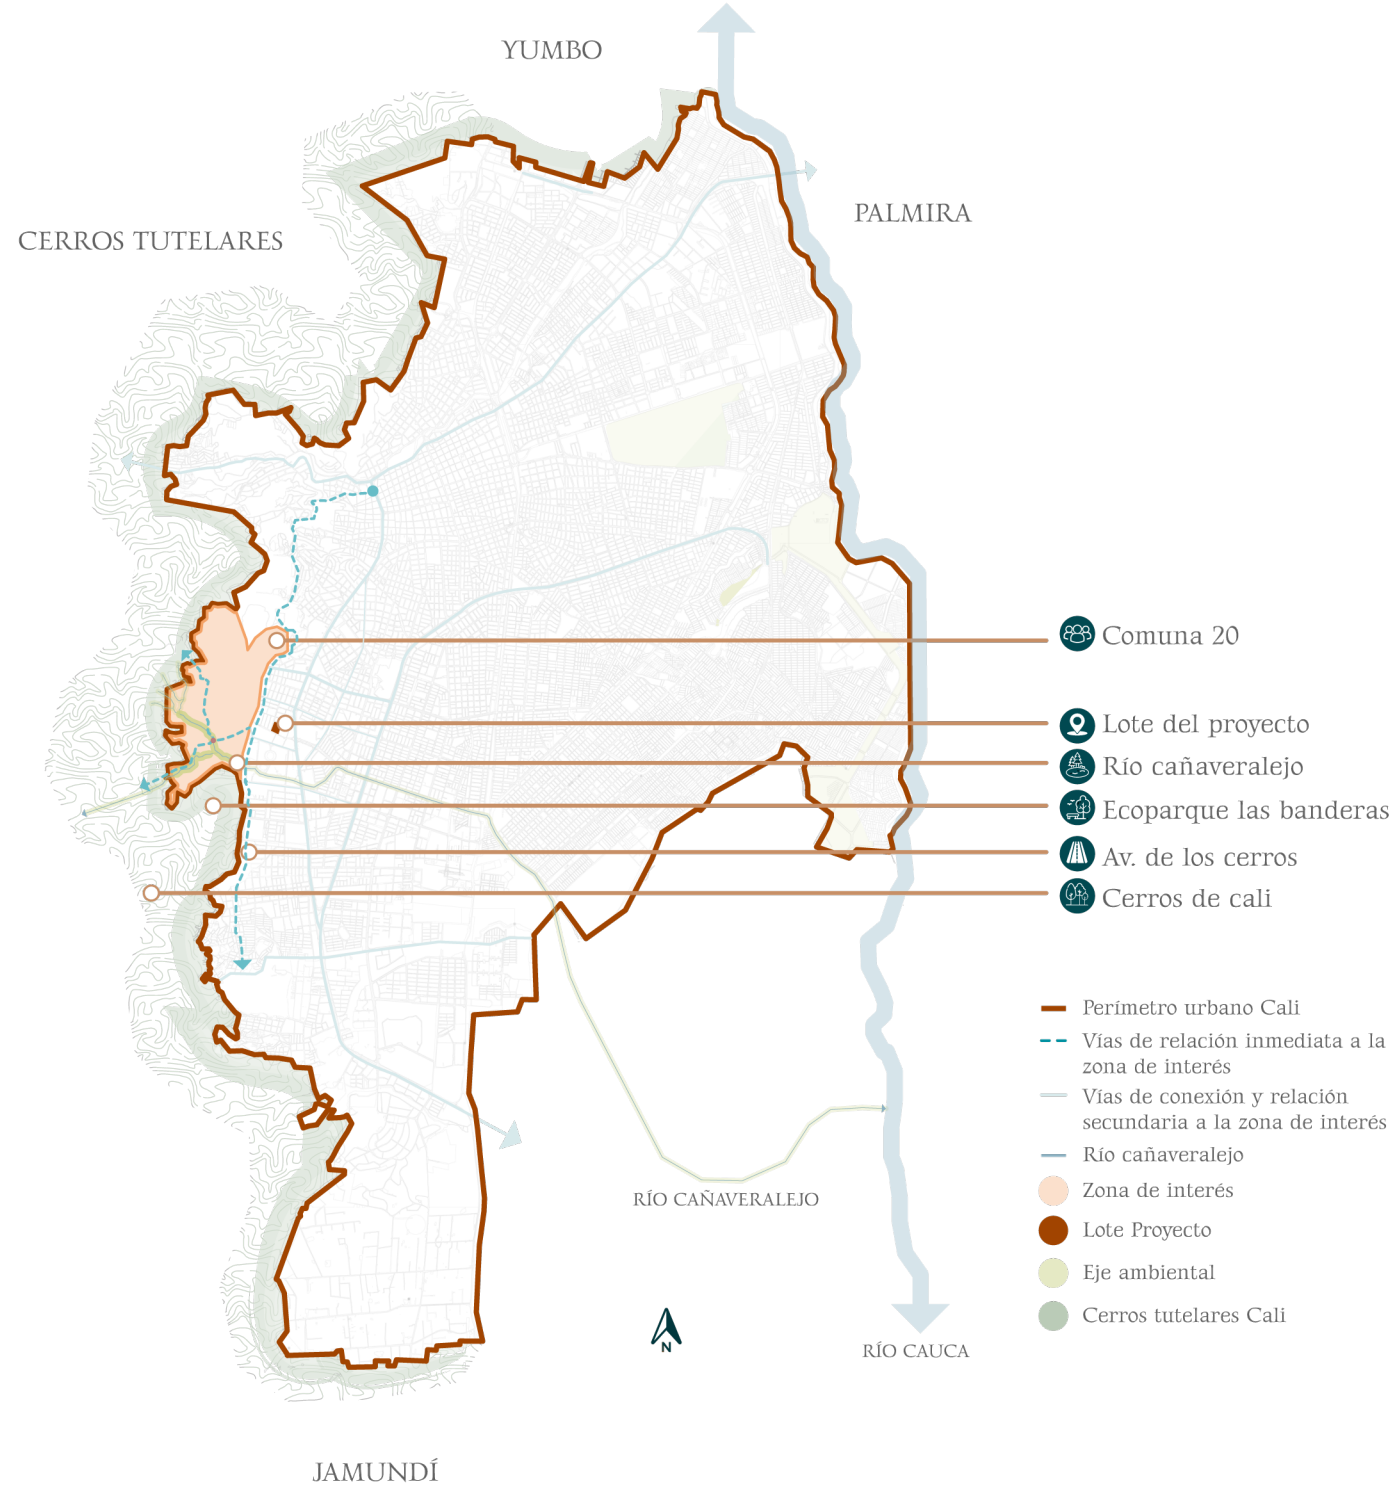 YUMBO
PALMIRA
CERROS TUTELARES
Comuna 20
Lote del proyecto
Río cañaveralejo
Ecoparque las banderas
Av. de los cerros
Cerros de cali
Perímetro urbano Cali
Vías de relación inmediata a la
zona de interés
Vías de conexión y relación
secundaria a la zona de interés
Río cañaveralejo
Zona de interés
Lote Proyecto
Eje ambiental
Cerros tutelares Cali
RÍO CAÑAVERALEJO
N
RÍO CAUCA
JAMUNDÍ